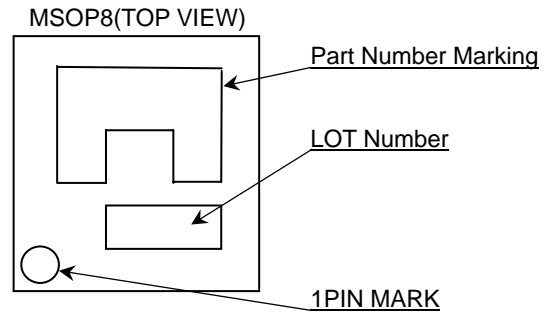 MSOP8(TOP VIEW)
Part Number Marking
LOT Number
1PIN MARK